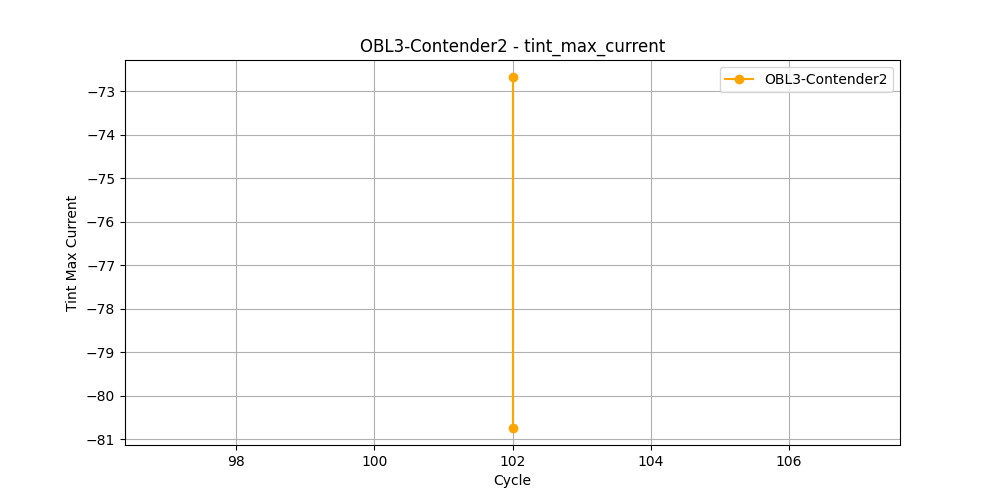 OBL3-Contender2 - tint_max_current
OBL3-Contender2
Tint Max Current
−73
−74
−75
−76
−77
−78
−79
−80
−81
98 100 102 104 106
Cycle